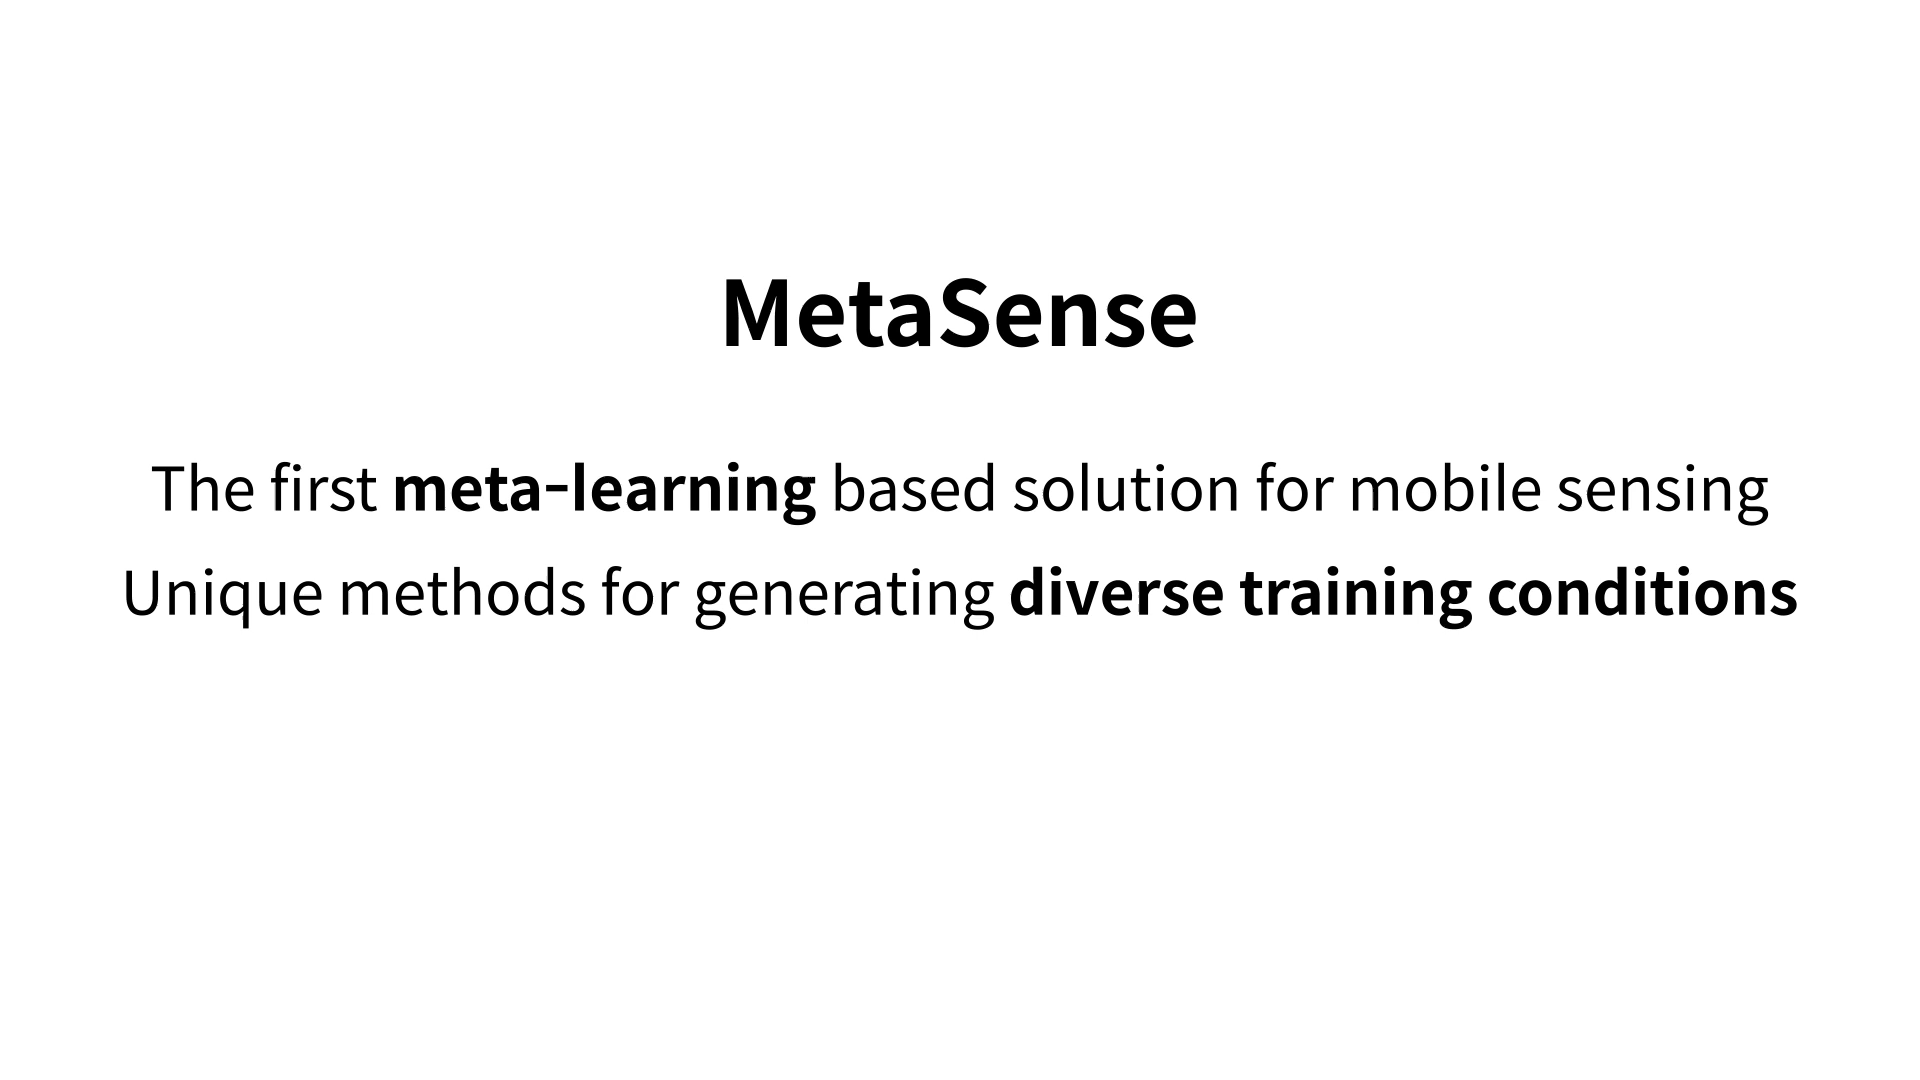 MetaSense
The first meta-learning based solution for mobile sensing
Unique methods for generating diverse training conditions